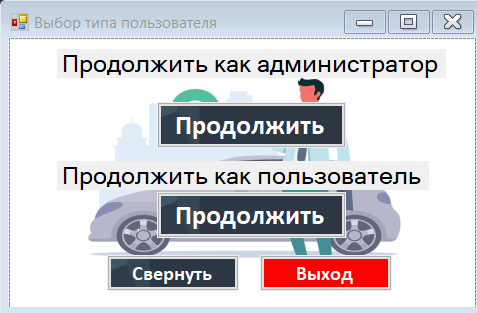 Выбор типа пользователя
Продолжить как администратор
Продолжить
Продолжить как пользователь
Продолжить
Свернуть Выход